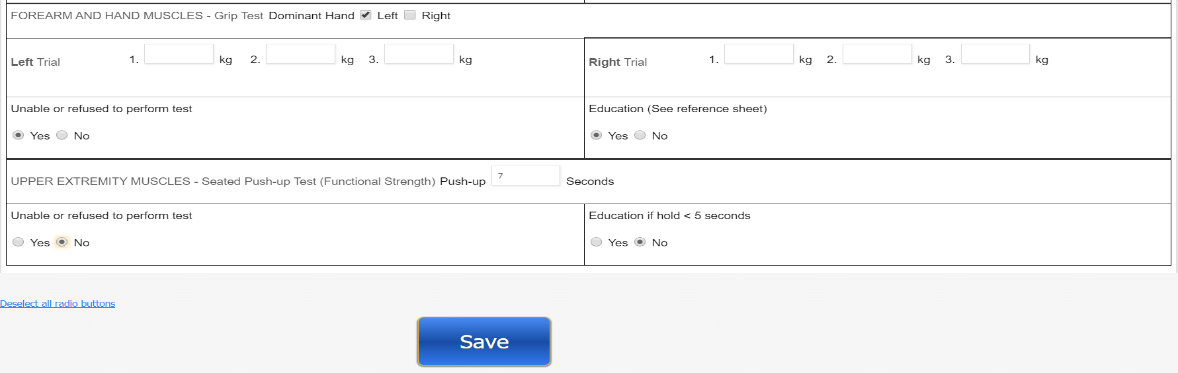 FOREARM AND HAND MUSCLES - Grip Test Dominant Hand Left Right
Left Trial 1. kg 2. kg 3. kg
Right Trial 1. kg 2. kg 3. kg
Unable or refused to perform test
Yes No
Education (See reference sheet)
Yes No
UPPER EXTREMITY MUSCLES - Seated Push-up Test (Functional Strength) Push-up 7 Seconds
Unable or refused to perform test
Yes No
Education if hold < 5 seconds
Yes No
Deselect all radio buttons
Save